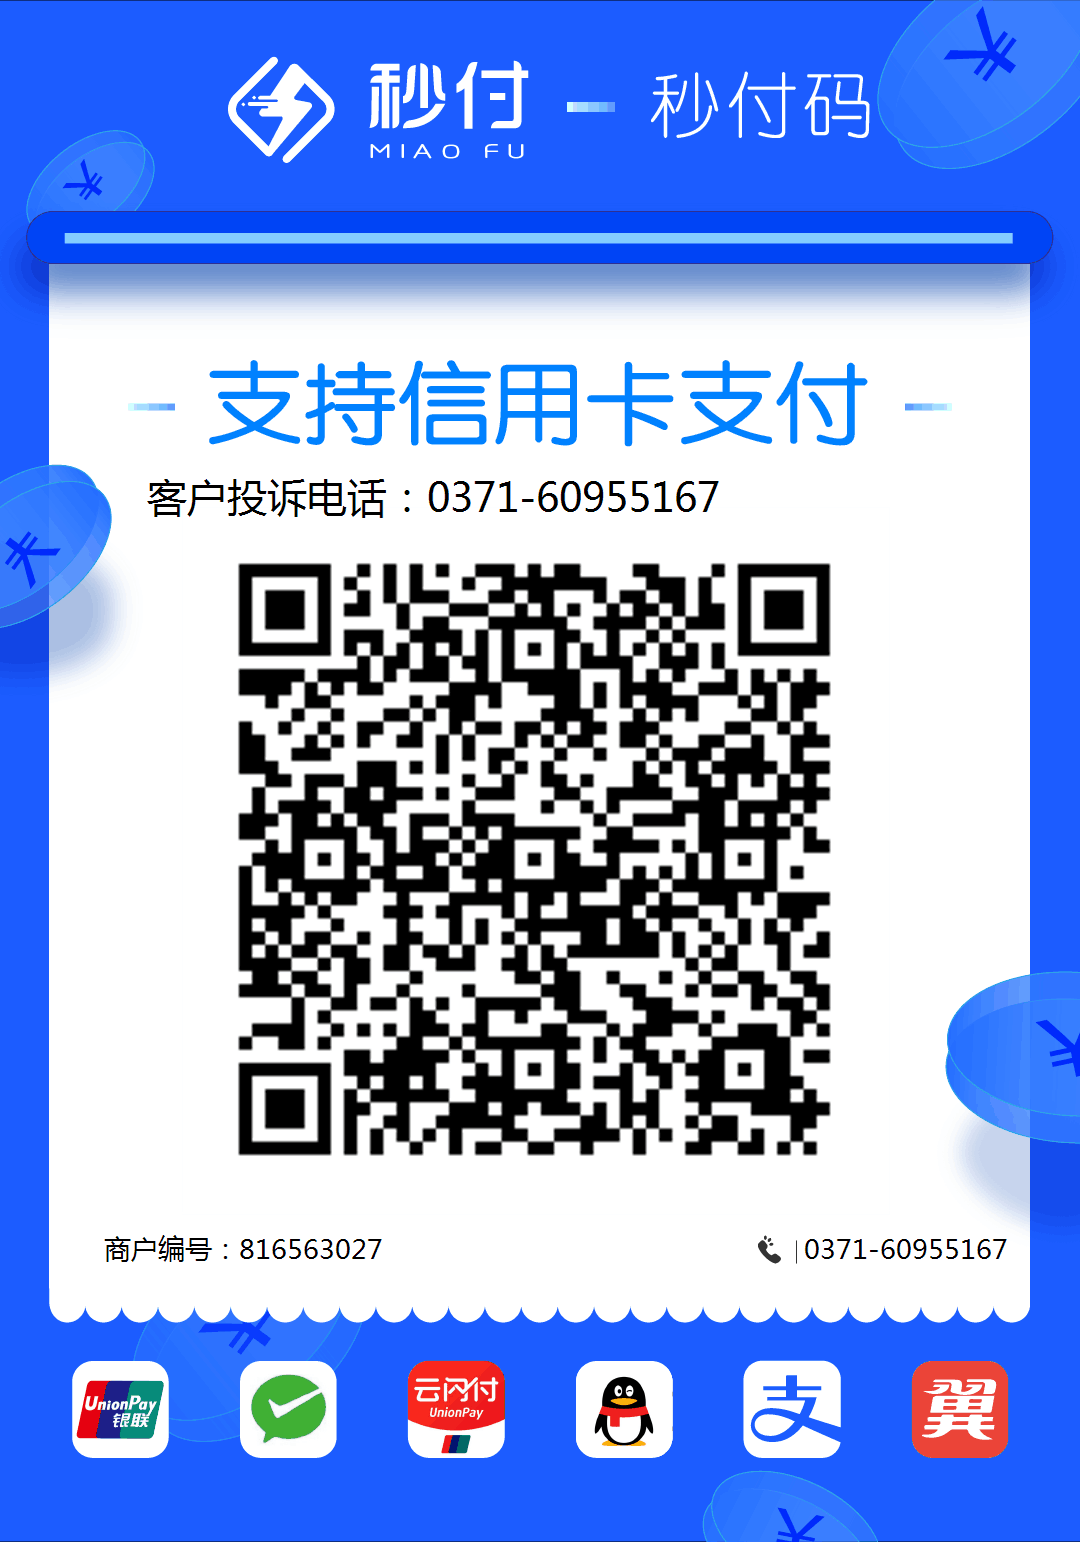 秒付
MIAO FU
秒付码
支持信用卡支付
客户投诉电话：0371-60955167
商户编号：816563027
0371-60955167
UnionPay
银联
云闪付
UnionPay
支
翼